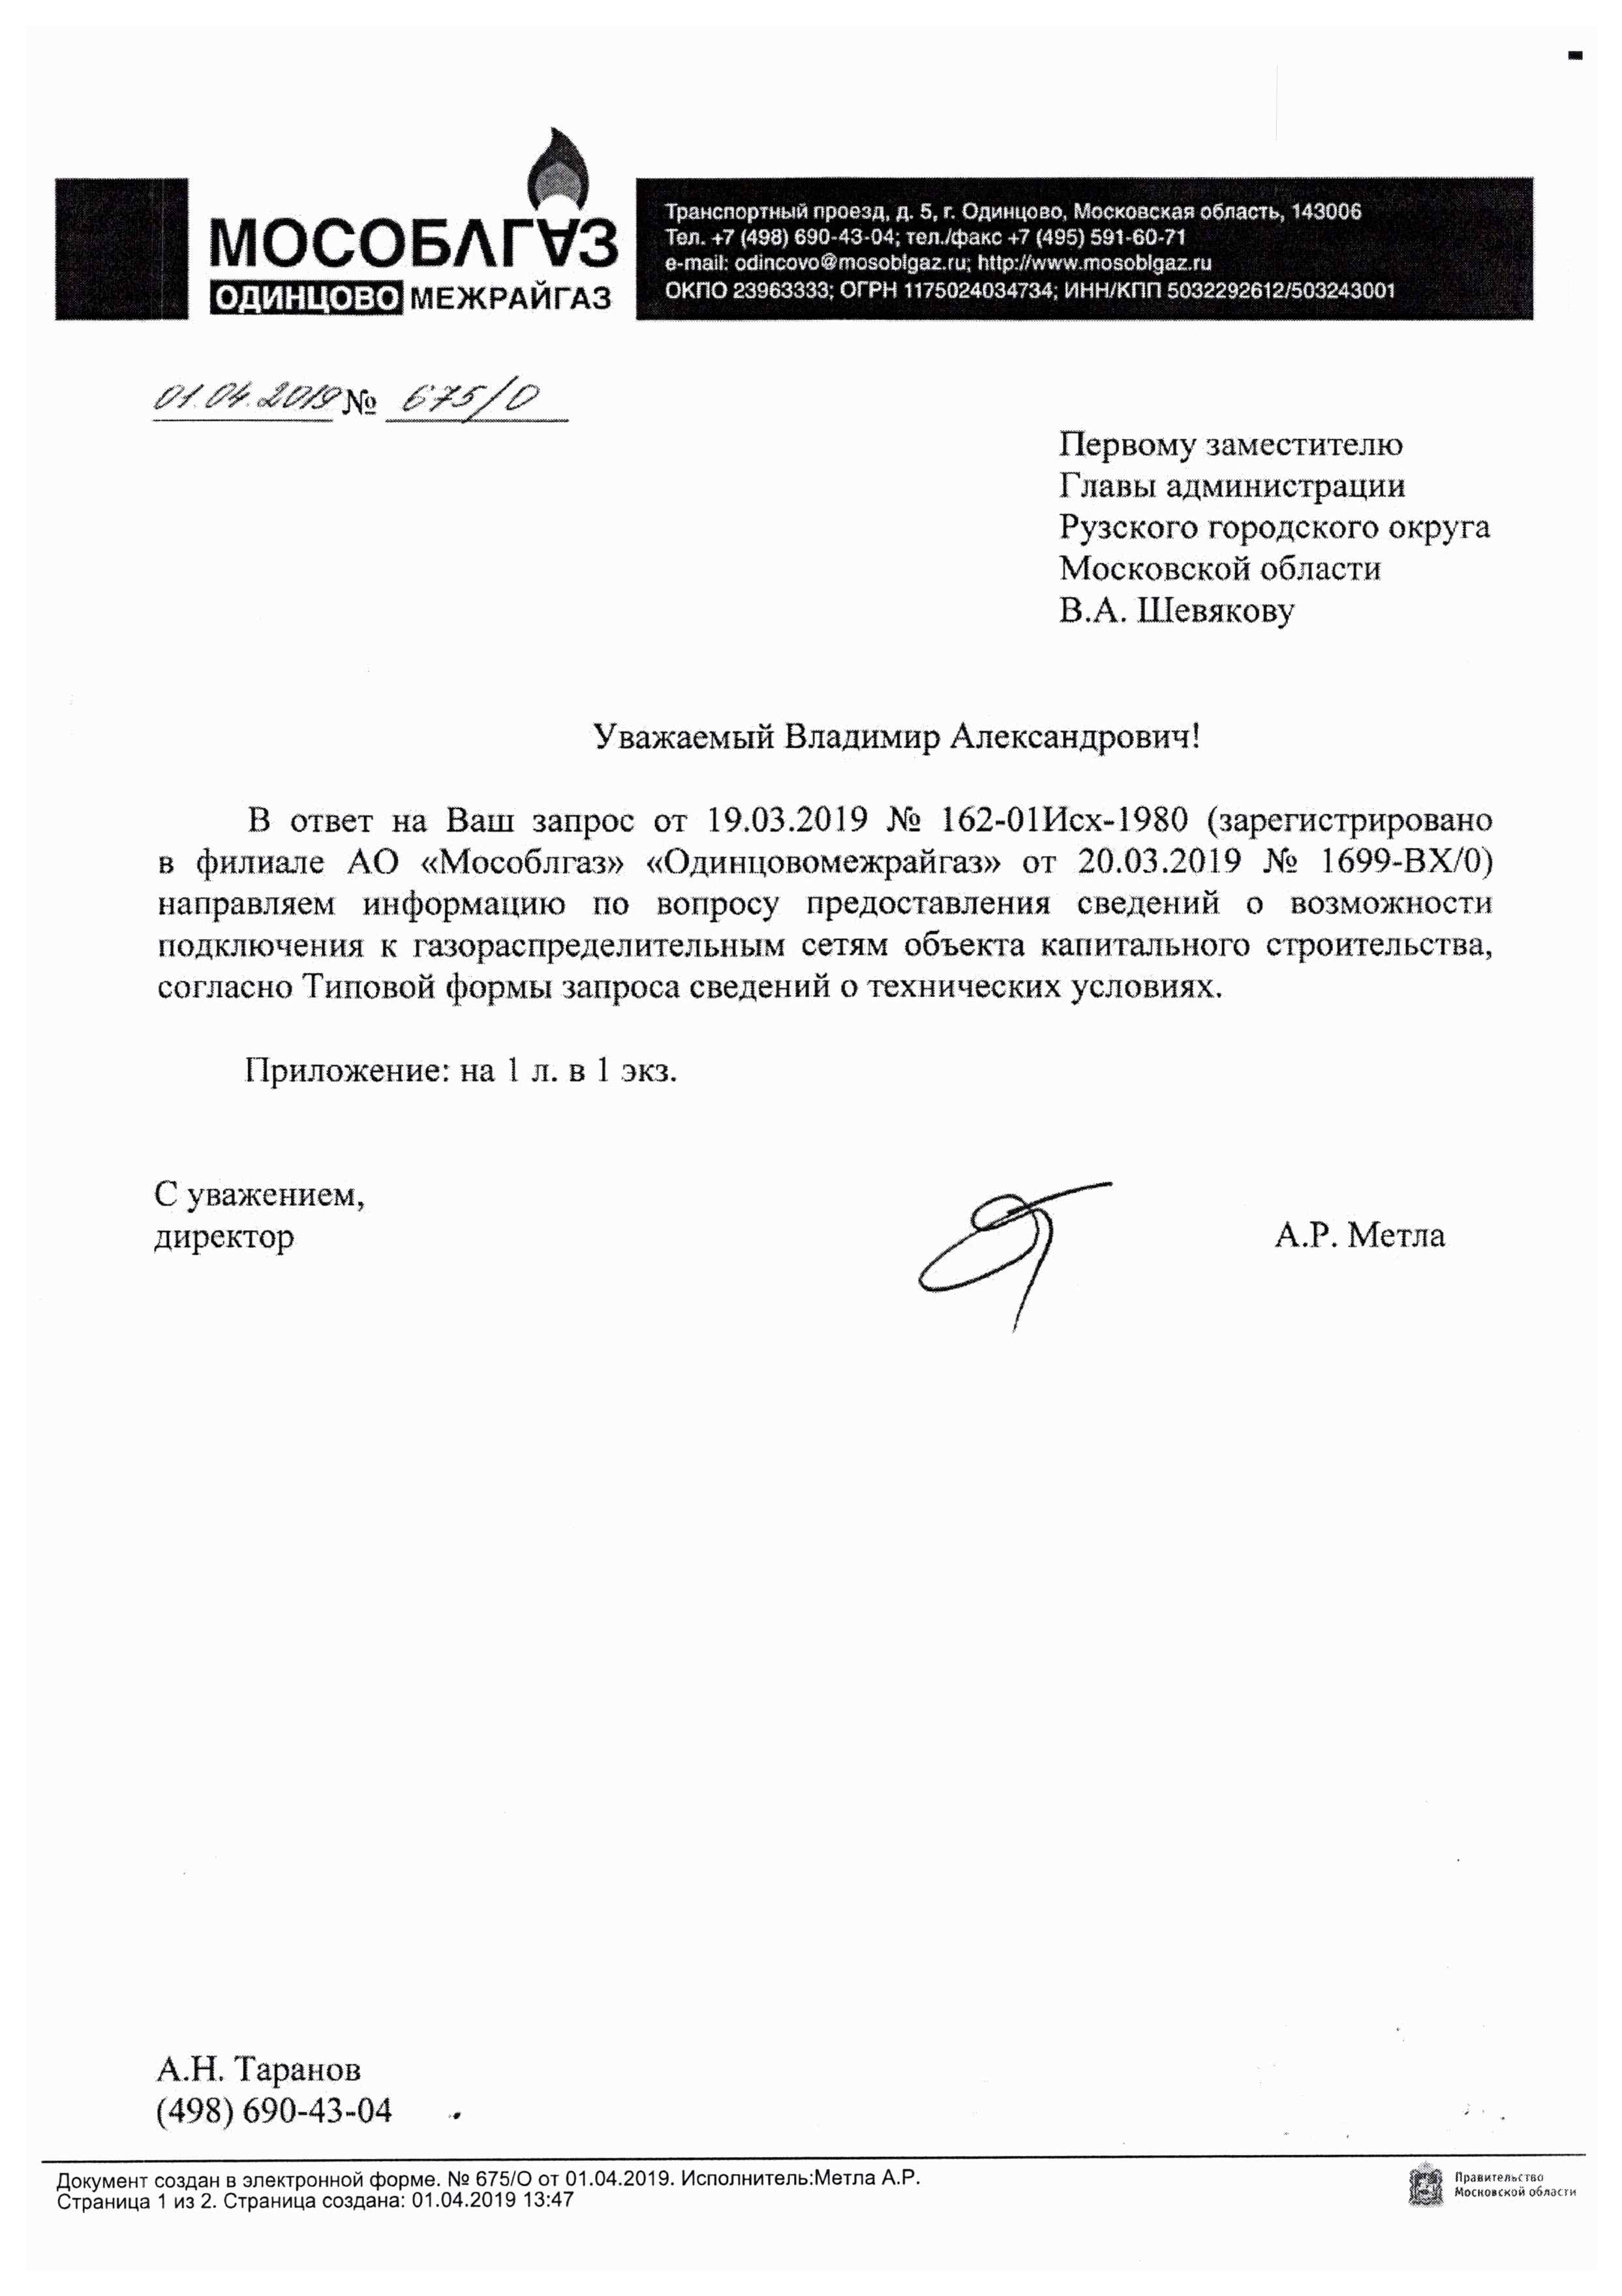 МОСОБЛГАЗ
ОДИНЦОВО МЕЖРАЙГАЗ
Транспортный проезд, д. 5, г. Одинцово, Московская область, 143006
Тел. +7 (498) 690-43-04; тел./факс +7 (495) 591-60-71
e-mail: odincovo@mosoblgaz.ru; http://www.mosoblgaz.ru
ОКПО 23963333; ОГРН 1175024034734; ИНН/КПП 5032292612/503243001
01.04.2019 № 675/О
Первому заместителю
Главы администрации
Рузского городского округа
Московской области
В.А. Шевякову
Уважаемый Владимир Александрович!
В ответ на Ваш запрос от 19.03.2019 № 162-01Исх-1980 (зарегистрировано
в филиале АО «Мособлгаз» «Одинцовомежрайгаз» от 20.03.2019 № 1699-ВХ/0)
направляем информацию по вопросу предоставления сведений о возможности
подключения к газораспределительным сетям объекта капитального строительства,
согласно Типовой формы запроса сведений о технических условиях.
Приложение: на 1 л. в 1 экз.
С уважением,
директор
А.Р. Метла
А.Н. Таранов
(498) 690-43-04
Документ создан в электронной форме. № 675/О от 01.04.2019. Исполнитель:Метла А.Р.
Страница 1 из 2. Страница создана: 01.04.2019 13:47
Правительство
Московской области